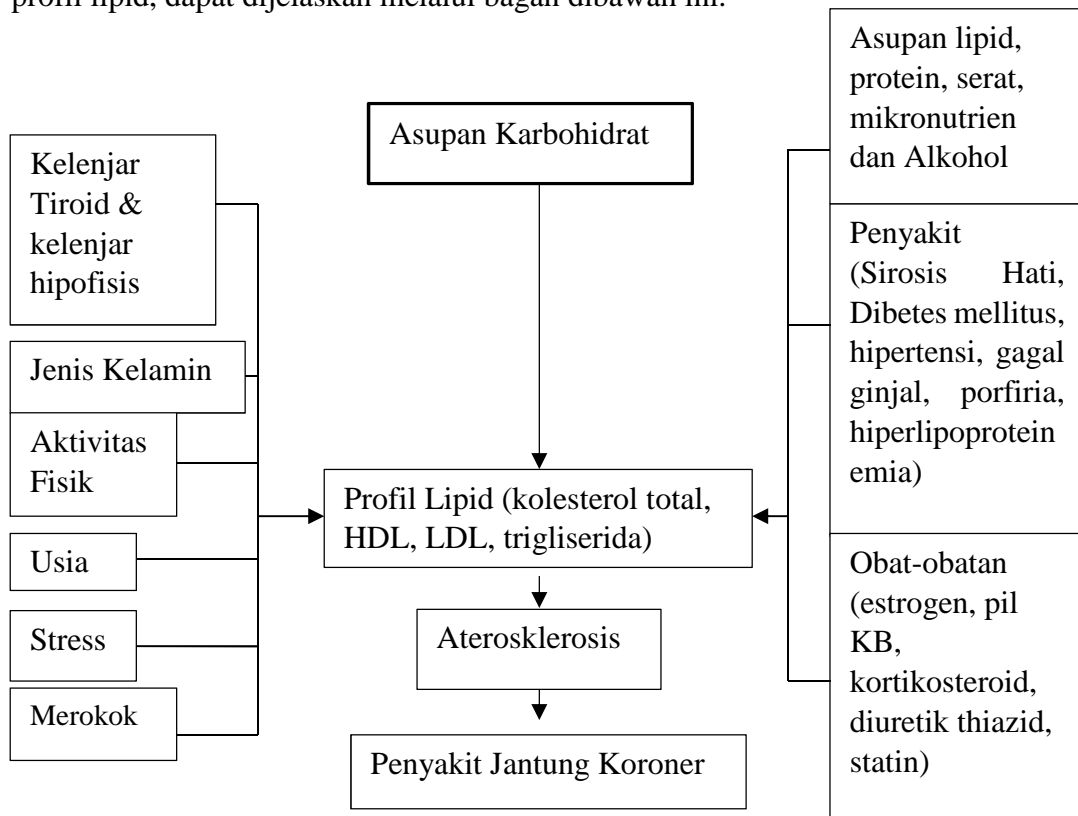 profil lipid, dapat dijelaskan melalui bagan dibawah ini.
Asupan Karbohidrat
Kelenjar
Tiroid &
kelenjar
hipofisis
Jenis Kelamin
Aktivitas
Fisik
Usia
Stress
Merokok
Profil Lipid (kolesterol total,
HDL, LDL, trigliserida)
Aterosklerosis
Penyakit Jantung Koroner
Asupan lipid,
protein, serat,
mikronutrien
dan Alkohol
Penyakit
(Sirosis Hati,
Dibetes mellitus,
hipertensi, gagal
ginjal, porfiria,
hiperlipoprotein
emia)
Obat-obatan
(estrogen, pil
KB,
kortikosteroid,
diuretik thiazid,
statin)